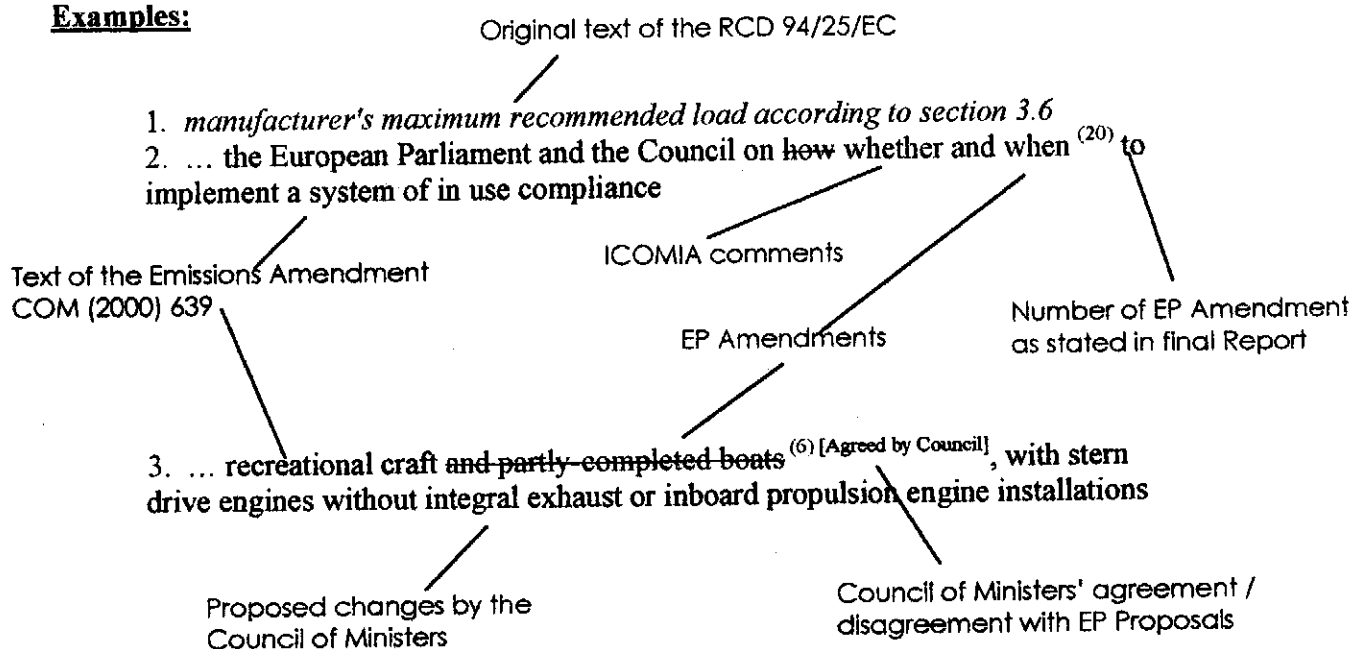 Examples:
Original text of the RCD 94/25/EC
1. manufacturer's maximum recommended load according to section 3.6
2. ... the European Parliament and the Council on how whether and when (20) to
implement a system of in use compliance
ICOMIA comments
Text of the Emissions Amendment
COM (2000) 639
EP Amendments
Number of EP Amendment
as stated in final Report
3. ... recreational craft and partly completed boats (6) [Agreed by Council], with stern
drive engines without integral exhaust or inboard propulsion engine installations
Proposed changes by the
Council of Ministers
Council of Ministers' agreement /
disagreement with EP Proposals